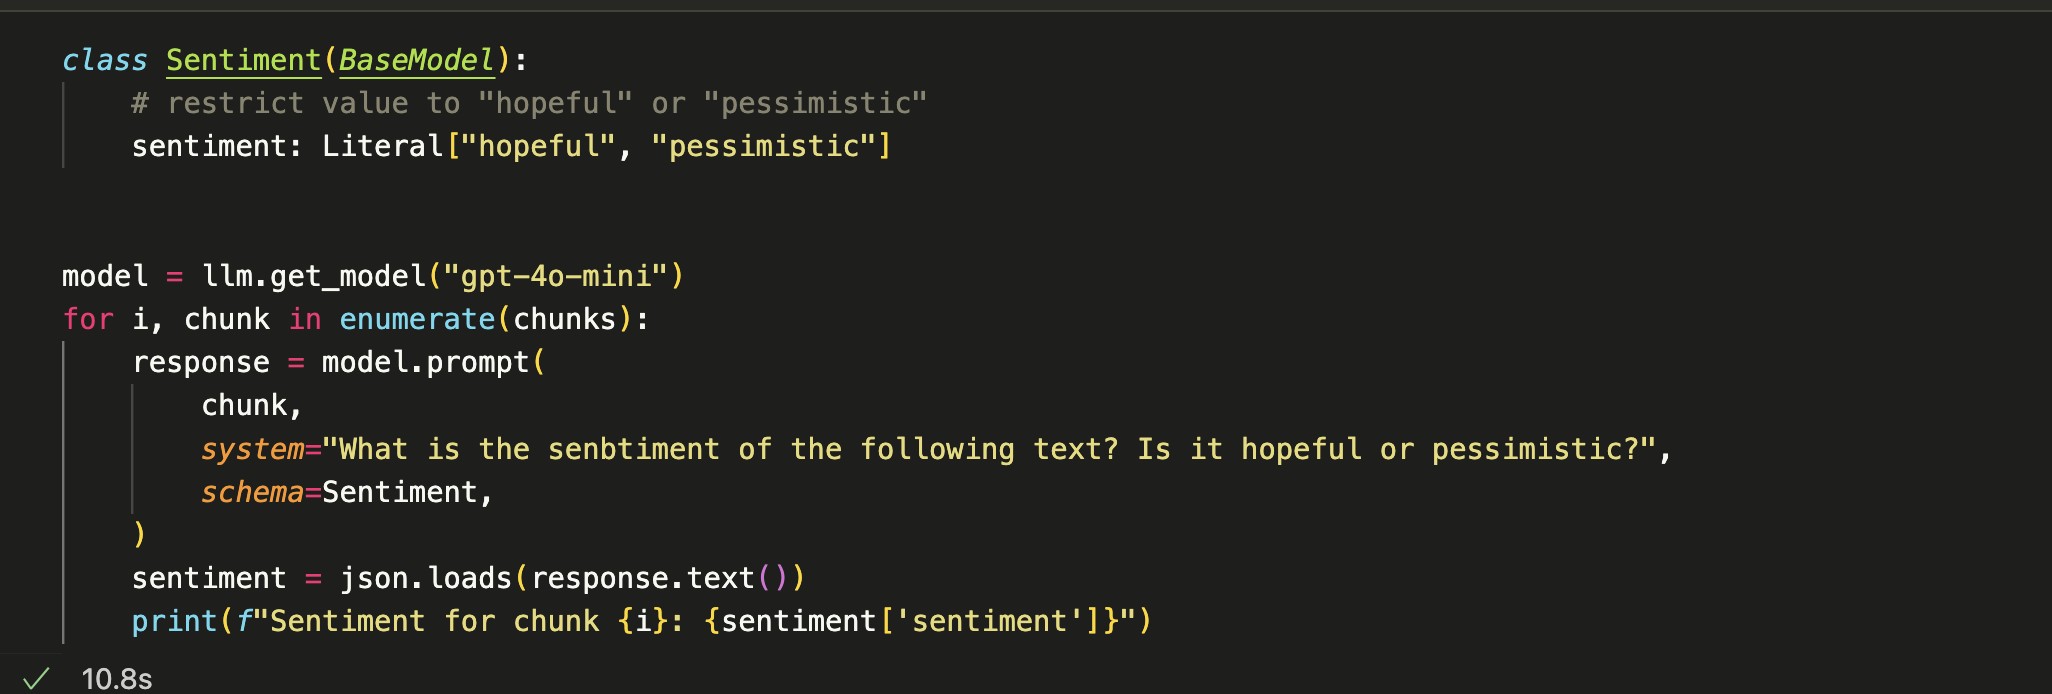 class Sentiment(BaseModel):
    # restrict value to "hopeful" or "pessimistic"
    sentiment: Literal["hopeful", "pessimistic"]
model = llm.get_model("gpt-4o-mini")
for i, chunk in enumerate(chunks):
    response = model.prompt(
        chunk,
        system="What is the senbtiment of the following text? Is it hopeful or pessimistic?",
        schema=Sentiment,
    )
    sentiment = json.loads(response.text())
    print(f"Sentiment for chunk {i}: {sentiment['sentiment']}")
✓ 10.8s